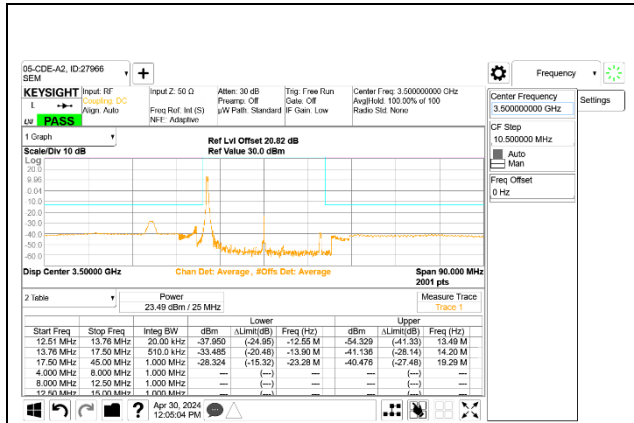 05-CDE-A2, ID:27966
SEM
Frequency
KEYSIGHT Input: RF Input Z: 50 Ω Atten: 30 dB Trig: Free Run Center Freq: 3.500000000 GHz
L Coupling: DC Preamp: Off Gate: Off Avg|Hold: 100.00% of 100
Align: Auto Freq Ref: Int (S) µW Path: Standard IF Gain: Low Radio Std: None
PASS NFE: Adaptive
1 Graph
Ref Lvl Offset 20.82 dB
Scale/Div 10 dB Ref Value 30.0 dBm
Log
20.0
9.96
0.04
-10.0
-20.0
-30.0
-40.0
-50.0
-60.0
Disp Center 3.50000 GHz Chan Det: Average , #Offs Det: Average Span 90.000 MHz
2001 pts
2 Table Power Measure Trace
23.49 dBm / 25 MHz Trace 1
Lower Upper
Start Freq Stop Freq Integ BW dBm ΔLimit(dB) Freq (Hz) dBm ΔLimit(dB) Freq (Hz)
12.51 MHz 13.76 MHz 20.00 kHz -37.950 (-24.95) -12.55 M -54.329 (-41.33) 13.49 M
13.76 MHz 17.50 MHz 510.0 kHz -33.485 (-20.48) -13.90 M -41.136 (-28.14) 14.20 M
17.50 MHz 45.00 MHz 1.000 MHz -28.324 (-15.32) -23.28 M -40.476 (-27.48) 19.29 M
4.000 MHz 8.000 MHz 1.000 MHz --- (---) --- (---)
8.000 MHz 12.50 MHz 1.000 MHz --- (---) --- (---)
12.50 MHz 15.00 MHz 1.000 MHz --- (---) --- (---)
Apr 30, 2024
12:05:04 PM
Center Frequency
3.500000000 GHz
Settings
CF Step
10.500000 MHz
Auto
Man
Freq Offset
0 Hz